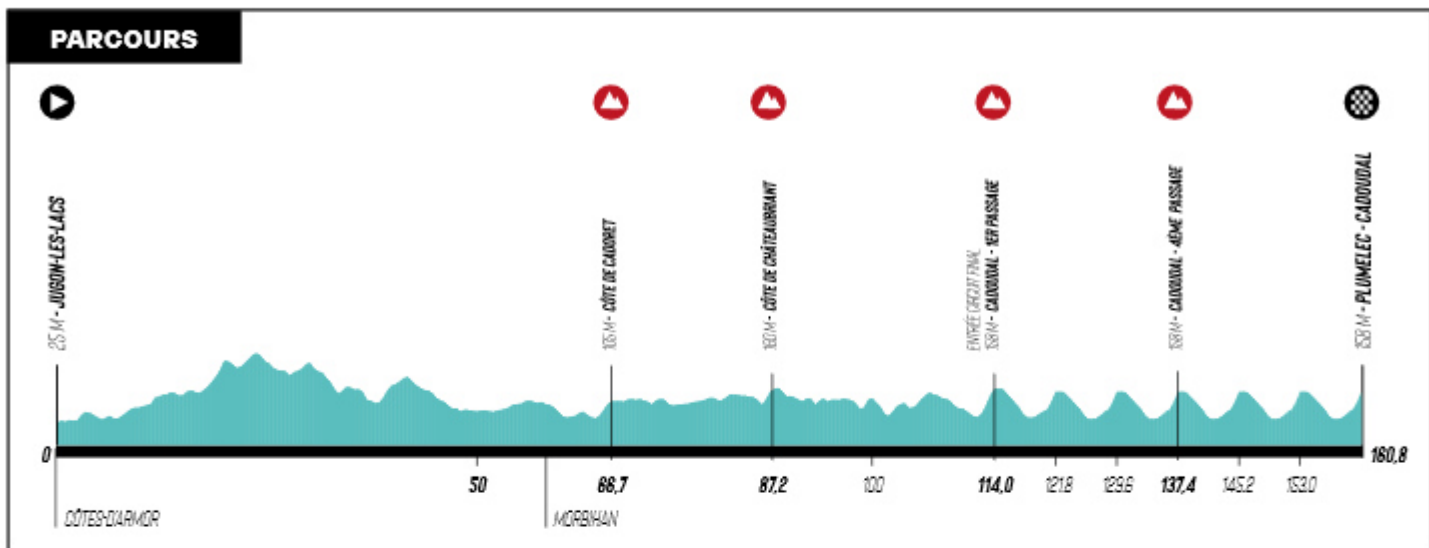 PARCOURS
25 M - JUGON-LES-LACS
105 M - CÔTE DE CADORET
160 M - CÔTE DE CHÂTEAUBRIANT
ENTRÉE CIRCUIT FINAL
158 M - CADOUDAL - 1ER PASSAGE
158 M - CADOUDAL - 4ÈME PASSAGE
158 M - PLUMELEC - CADOUDAL
0
160,8
50
66,7
87,2
100
114,0
121.8
129.6
137,4
145.2
153.0
CÔTES-D'ARMOR
MORBIHAN